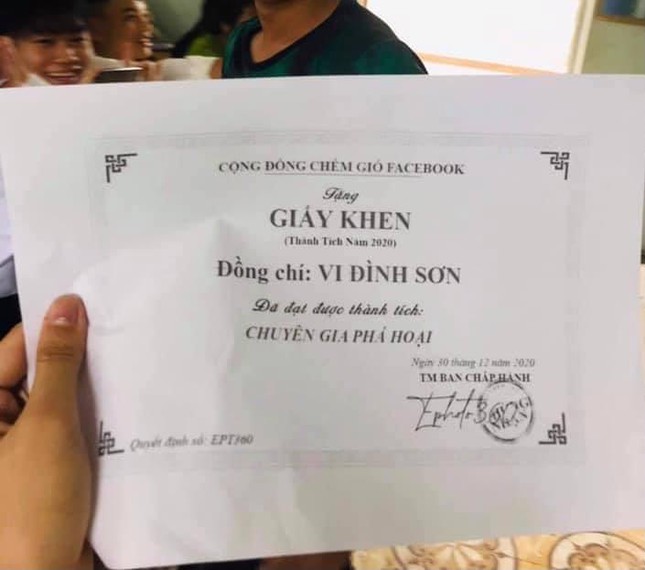 CỘNG ĐỒNG CHÉM GIÓ FACEBOOK
Tặng
GIẤY KHEN
(Thành Tích Năm 2020)
Đồng chí: VI ĐÌNH SƠN
Đã đạt được thành tích:
CHUYÊN GIA PHÁ HOẠI
Ngày 30 tháng 12 năm 2020
TM BAN CHẤP HÀNH
Ephoto360
Quyết định số: EPT360